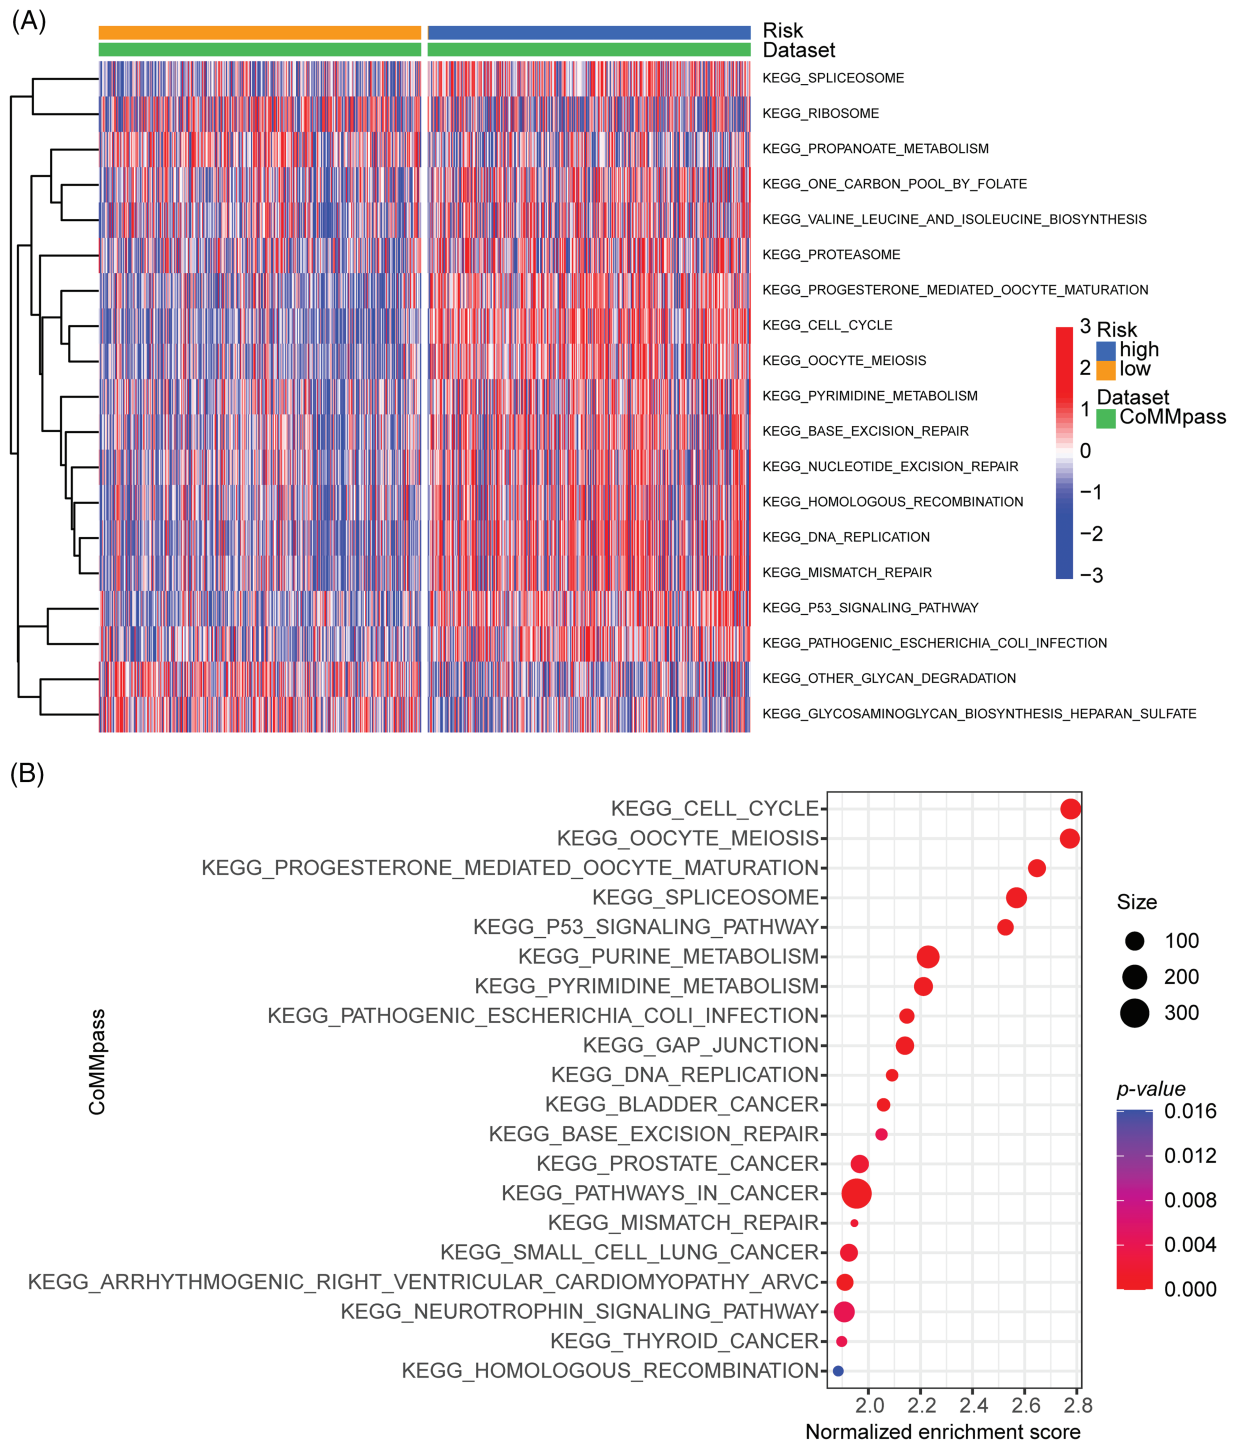 (A)
Risk
Dataset
KEGG_SPLICEOSOME
KEGG_RIBOSOME
KEGG_PROPANOATE_METABOLISM
KEGG_ONE_CARBON_POOL_BY_FOLATE
KEGG_VALINE_LEUCINE_AND_ISOLEUCINE_BIOSYNTHESIS
KEGG_PROTEASOME
KEGG_PROGESTERONE_MEDIATED_OOCYTE_MATURATION
KEGG_CELL_CYCLE
KEGG_OOCYTE_MEIOSIS
KEGG_PYRIMIDINE_METABOLISM
KEGG_BASE_EXCISION_REPAIR
KEGG_NUCLEOTIDE_EXCISION_REPAIR
KEGG_HOMOLOGOUS_RECOMBINATION
KEGG_DNA_REPLICATION
KEGG_MISMATCH_REPAIR
KEGG_P53_SIGNALING_PATHWAY
KEGG_PATHOGENIC_ESCHERICHIA_COLI_INFECTION
KEGG_OTHER_GLYCAN_DEGRADATION
KEGG_GLYCOSAMINOGLYCAN_BIOSYNTHESIS_HEPARAN_SULFATE
3
2
1
0
−1
−2
−3
Risk
high
low
Dataset
CoMMpass
(B)
CoMMpass
KEGG_CELL_CYCLE
KEGG_OOCYTE_MEIOSIS
KEGG_PROGESTERONE_MEDIATED_OOCYTE_MATURATION
KEGG_SPLICEOSOME
KEGG_P53_SIGNALING_PATHWAY
KEGG_PURINE_METABOLISM
KEGG_PYRIMIDINE_METABOLISM
KEGG_PATHOGENIC_ESCHERICHIA_COLI_INFECTION
KEGG_GAP_JUNCTION
KEGG_DNA_REPLICATION
KEGG_BLADDER_CANCER
KEGG_BASE_EXCISION_REPAIR
KEGG_PROSTATE_CANCER
KEGG_PATHWAYS_IN_CANCER
KEGG_MISMATCH_REPAIR
KEGG_SMALL_CELL_LUNG_CANCER
KEGG_ARRHYTHMOGENIC_RIGHT_VENTRICULAR_CARDIOMYOPATHY_ARVC
KEGG_NEUROTROPHIN_SIGNALING_PATHWAY
KEGG_THYROID_CANCER
KEGG_HOMOLOGOUS_RECOMBINATION
2.0 2.2 2.4 2.6 2.8
Normalized enrichment score
Size
100
200
300
p-value
0.016
0.012
0.008
0.004
0.000